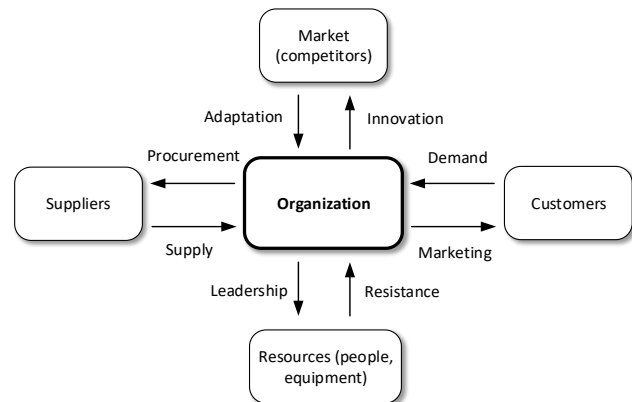 Market
(competitors)
Adaptation
Innovation
Procurement
Demand
Suppliers
Organization
Customers
Supply
Marketing
Leadership
Resistance
Resources (people,
equipment)